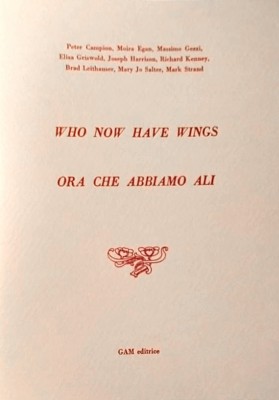 Peter Campion, Moira Egan, Massimo Gezzi,
Eliza Griswold, Joseph Harrison, Richard Kenney,
Brad Leithauser, Mary Jo Salter, Mark Strand
WHO NOW HAVE WINGS
ORA CHE ABBIAMO ALI
GAM editrice